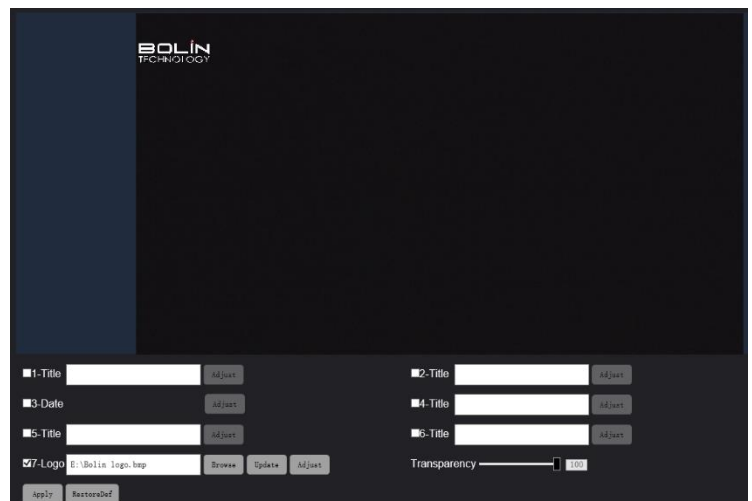 BOLIN
TECHNOLOGY
1-Title Adjust 2-Title Adjust
3-Date Adjust 4-Title Adjust
5-Title Adjust 6-Title Adjust
7-Logo E:\Bolin logo.bmp Browse Update Adjust Transparency 100
Apply RestoreDef